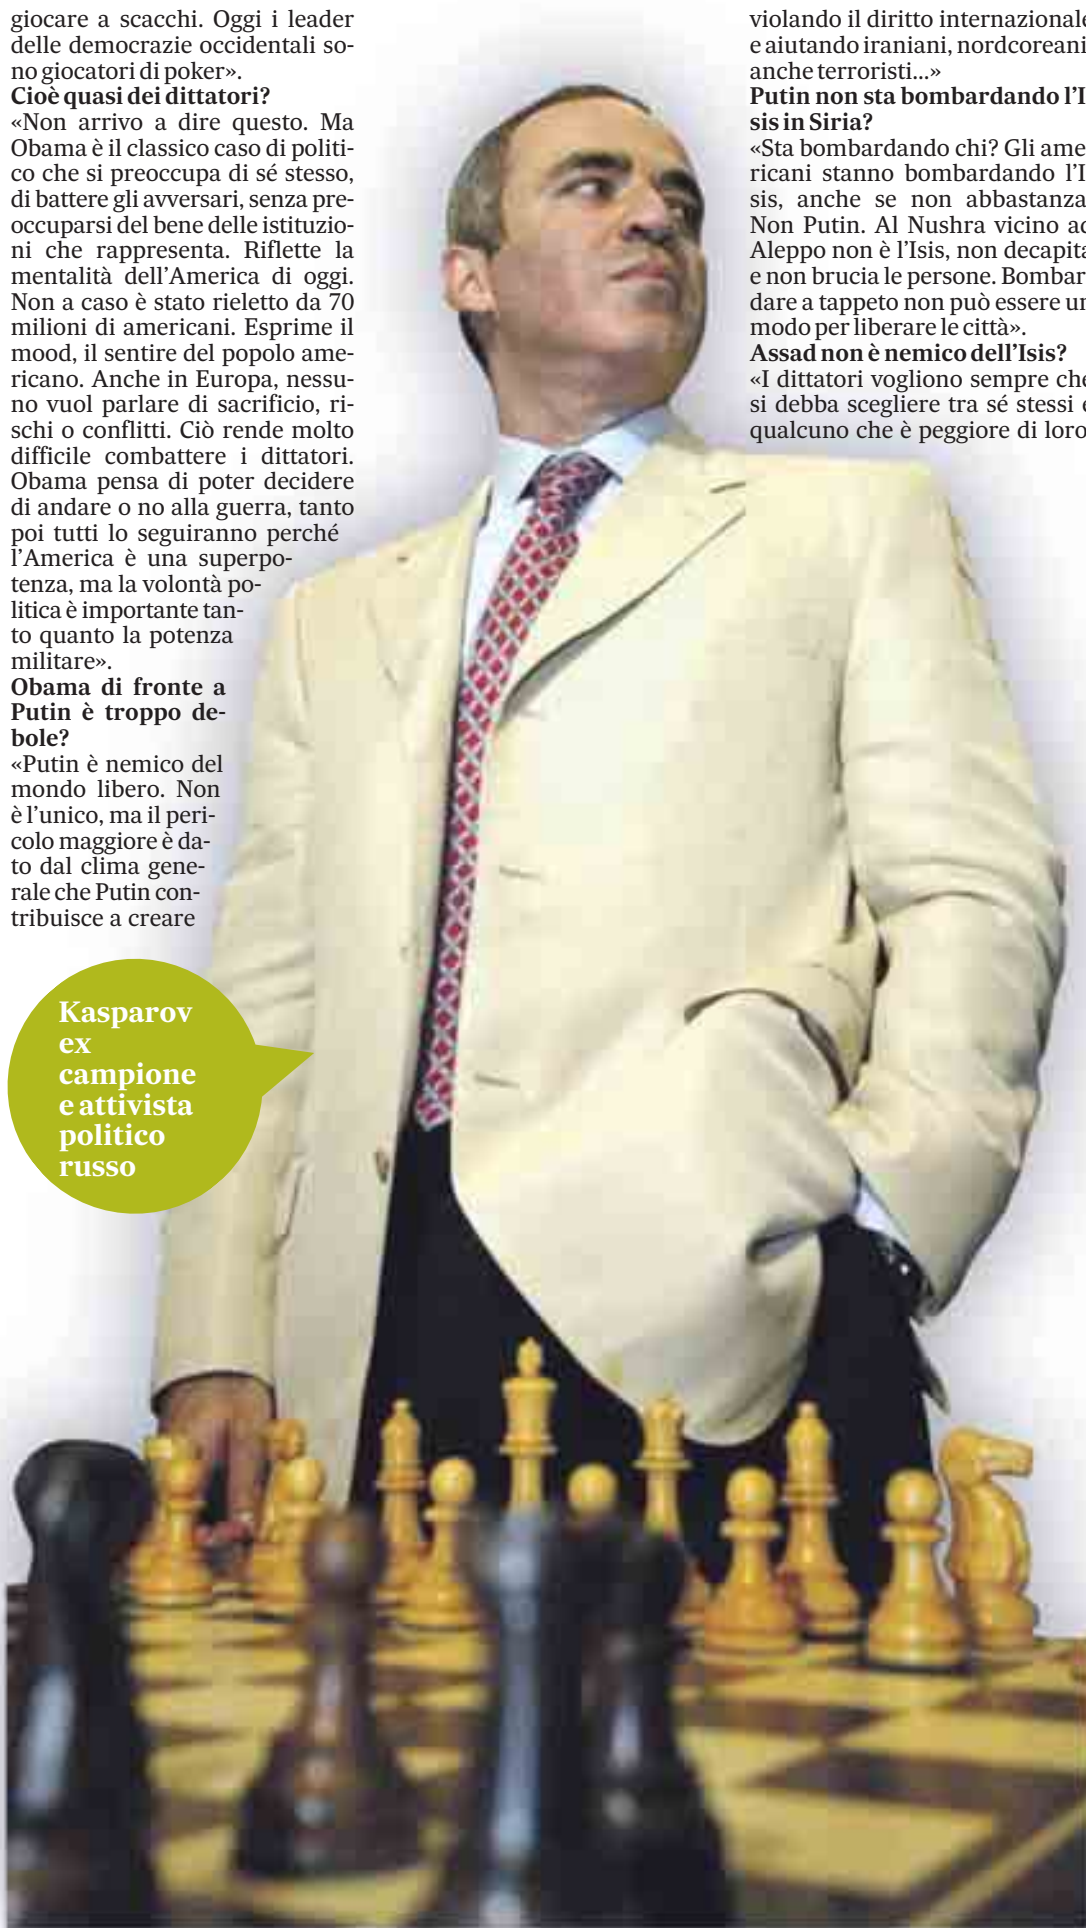 giocare a scacchi. Oggi i leader
delle democrazie occidentali so-
no giocatori di poker».
Cioè quasi dei dittatori?
«Non arrivo a dire questo. Ma
Obama è il classico caso di politi-
co che si preoccupa di sé stesso,
di battere gli avversari, senza pre-
occuparsi del bene delle istituzio-
ni che rappresenta. Riflette la
mentalità dell'America di oggi.
Non a caso è stato rieletto da 70
milioni di americani. Esprime il
mood, il sentire del popolo ame-
ricano. Anche in Europa, nessu-
no vuol parlare di sacrificio, ri-
schi o conflitti. Ciò rende molto
difficile combattere i dittatori.
Obama pensa di poter decidere
di andare o no alla guerra, tanto
poi tutti lo seguiranno perché
l'America è una superpo-
tenza, ma la volontà po-
litica è importante tan-
to quanto la potenza
militare».
Obama di fronte a
Putin è troppo de-
bole?
«Putin è nemico del
mondo libero. Non
è l'unico, ma il peri-
colo maggiore è da-
to dal clima gene-
rale che Putin con-
tribuisce a creare
violando il diritto internazionale
e aiutando iraniani, nordcoreani
anche terroristi...»
Putin non sta bombardando l'I
sis in Siria?
«Sta bombardando chi? Gli ame
ricani stanno bombardando l'I
sis, anche se non abbastanza
Non Putin. Al Nushra vicino ad
Aleppo non è l'Isis, non decapita
e non brucia le persone. Bombar
dare a tappeto non può essere un
modo per liberare le città».
Assad non è nemico dell'Isis?
«I dittatori vogliono sempre che
si debba scegliere tra sé stessi e
qualcuno che è peggiore di loro
Kasparov
ex
campione
e attivista
politico
russo